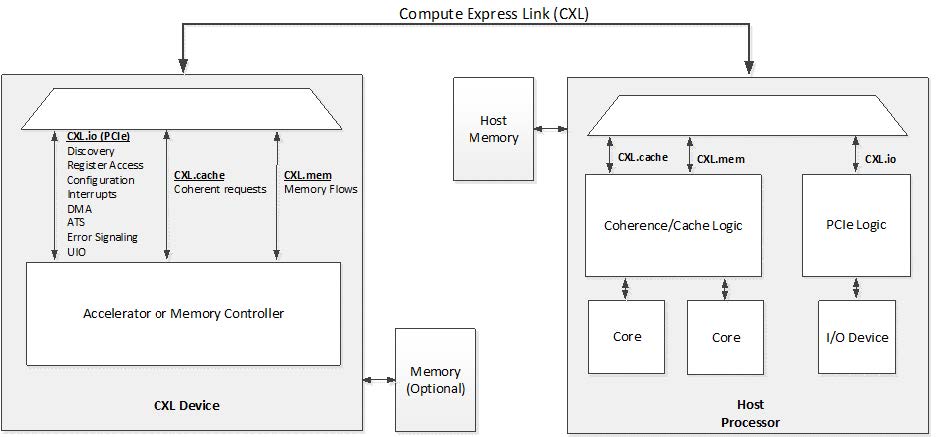 Compute Express Link (CXL)
CXL.io (PCIe)
Discovery
Register Access
Configuration
Interrupts
DMA
ATS
Error Signaling
UIO
CXL.cache
Coherent requests
CXL.mem
Memory Flows
Accelerator or Memory Controller
CXL Device
Memory
(Optional)
Host
Memory
CXL.cache
CXL.mem
CXL.io
Coherence/Cache Logic
PCIe Logic
Core
Core
I/O Device
Host
Processor